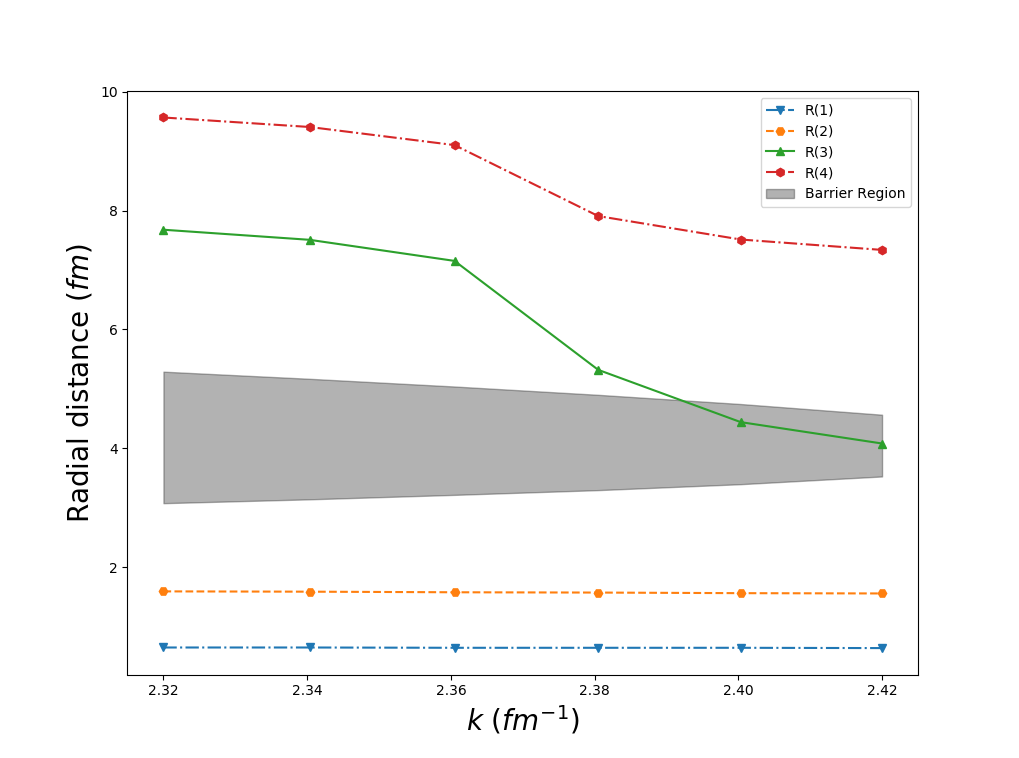 10
8
6
4
2
Radial distance (fm)
2.32
2.34
2.36
2.38
2.40
2.42
k (fm⁻¹)
R(1)
R(2)
R(3)
R(4)
Barrier Region